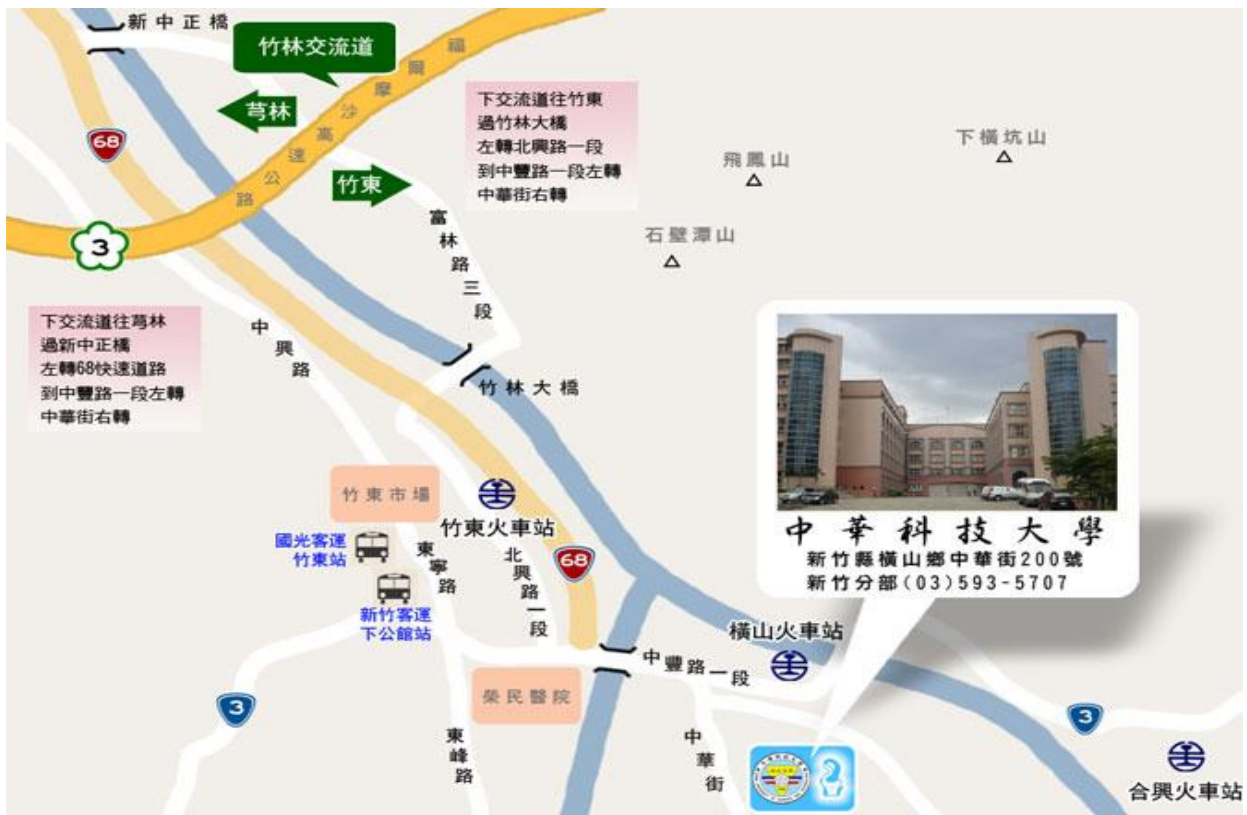 新中正橋
竹林交流道
福爾摩沙高速公路
芎林
68
竹東
下交流道往竹東
過竹林大橋
左轉北興路一段
到中豐路一段左轉
中華街右轉
飛鳳山
下橫坑山
石壁潭山
3
富林路三段
下交流道往芎林
過新中正橋
左轉68快速道路
到中豐路一段左轉
中華街右轉
中興路
竹林大橋
竹東市場
竹東火車站
國光客運
竹東站
東寧路
北興路一段
68
新竹客運
下公館站
中華科技大學
新竹縣橫山鄉中華街200號
新竹分部(03)593-5707
橫山火車站
中豐路一段
榮民醫院
3
東峰路
中華街
3
合興火車站